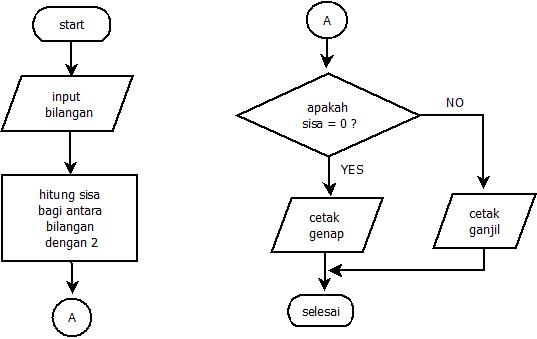 start
input
bilangan
hitung sisa
bagi antara
bilangan
dengan 2
A
A
apakah
sisa = 0 ?
NO
YES
cetak
genap
cetak
ganjil
selesai